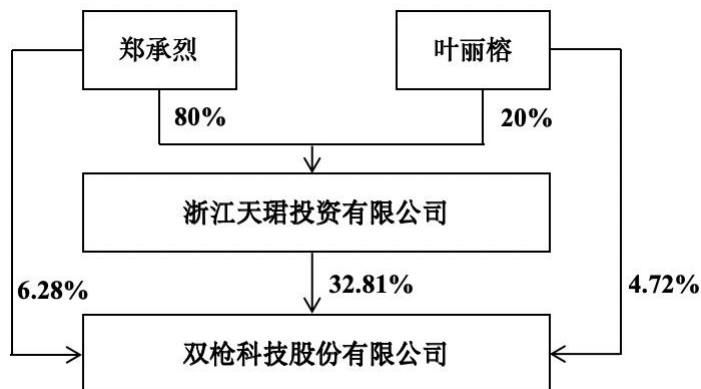 郑承烈
叶丽榕
80%
20%
浙江天珺投资有限公司
6.28%
32.81%
4.72%
双枪科技股份有限公司